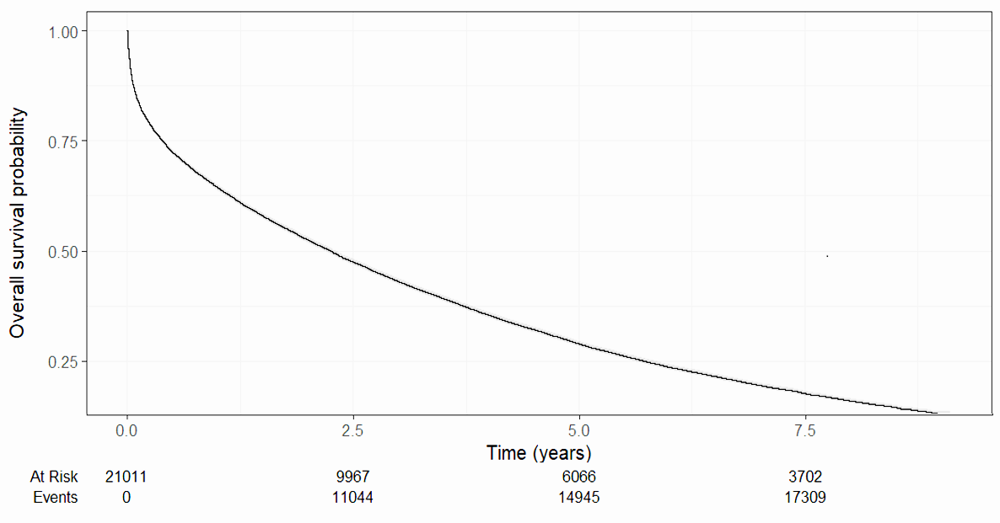 Overall survival probability
1.00
0.75
0.50
0.25
0.0 2.5 5.0 7.5
Time (years)
At Risk 21011 9967 6066 3702
Events 0 11044 14945 17309